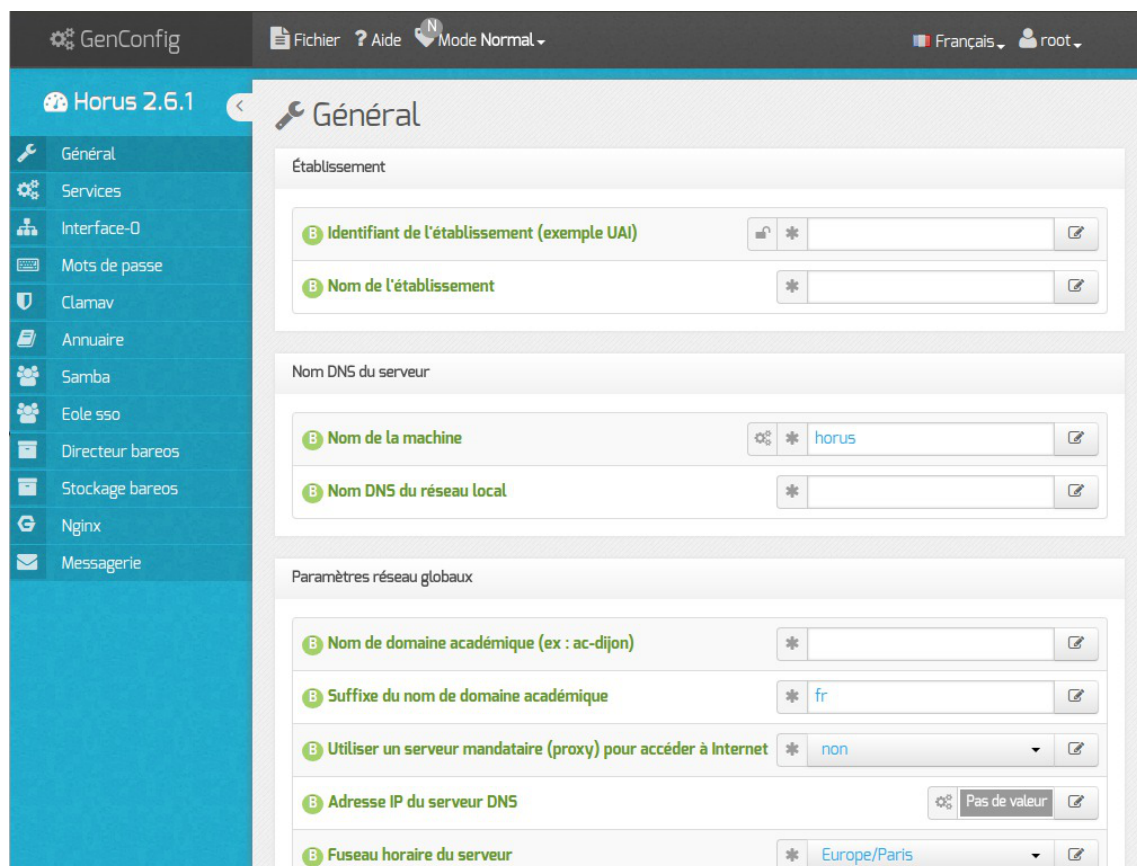 GenConfig
Fichier ? Aide N Mode Normal
Français root
Horus 2.6.1
Général
Services
Interface-0
Mots de passe
Clamav
Annuaire
Samba
Eole sso
Directeur bareos
Stockage bareos
Nginx
Messagerie
Général
Établissement
B Identifiant de l'établissement (exemple UAI)
B Nom de l'établissement
Nom DNS du serveur
B Nom de la machine horus
B Nom DNS du réseau local
Paramètres réseau globaux
B Nom de domaine académique (ex : ac-dijon)
B Suffixe du nom de domaine académique fr
B Utiliser un serveur mandataire (proxy) pour accéder à Internet non
B Adresse IP du serveur DNS Pas de valeur
B Fuseau horaire du serveur Europe/Paris